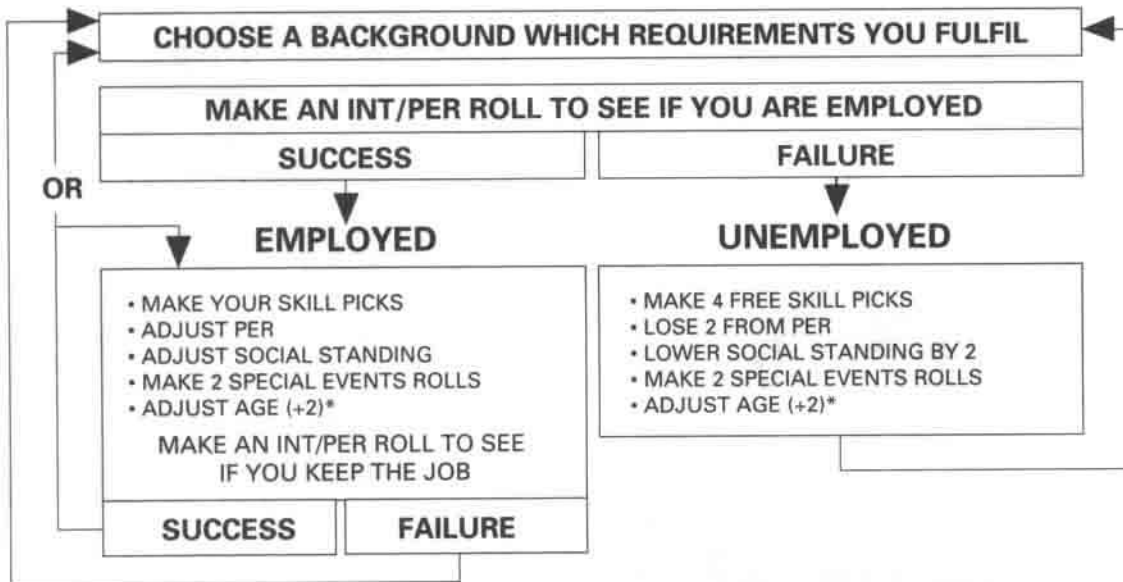 CHOOSE A BACKGROUND WHICH REQUIREMENTS YOU FULFIL
MAKE AN INT/PER ROLL TO SEE IF YOU ARE EMPLOYED
SUCCESS
FAILURE
OR
EMPLOYED
• MAKE YOUR SKILL PICKS
• ADJUST PER
• ADJUST SOCIAL STANDING
• MAKE 2 SPECIAL EVENTS ROLLS
• ADJUST AGE (+2)*
MAKE AN INT/PER ROLL TO SEE
IF YOU KEEP THE JOB
SUCCESS
FAILURE
UNEMPLOYED
• MAKE 4 FREE SKILL PICKS
• LOSE 2 FROM PER
• LOWER SOCIAL STANDING BY 2
• MAKE 2 SPECIAL EVENTS ROLLS
• ADJUST AGE (+2)*